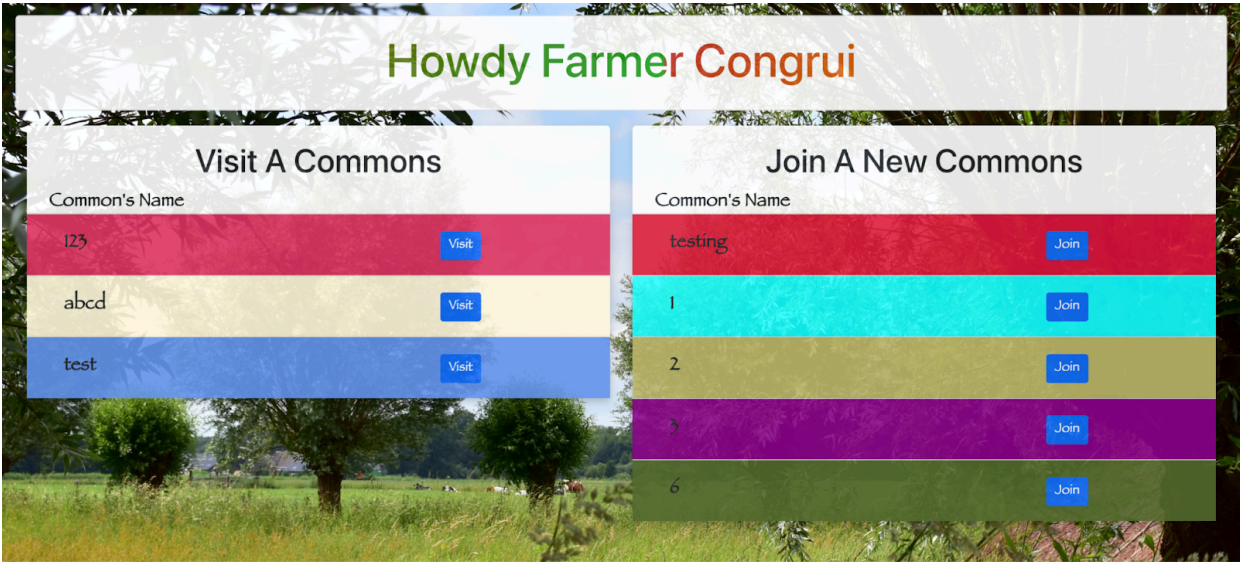 Howdy Farmer Congrui
Visit A Commons
Common's Name
123 Visit
abcd Visit
test Visit
Join A New Commons
Common's Name
testing Join
1 Join
2 Join
3 Join
6 Join